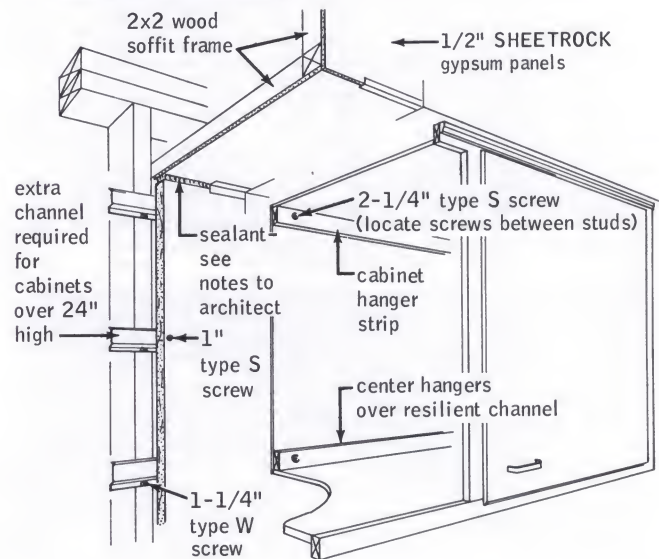 2x2 wood
soffit frame
1/2" SHEETROCK
gypsum panels
extra
channel
required
for
cabinets
over 24"
high
sealant—
see
notes to
architect
2-1/4" type S screw
(locate screws between studs)
cabinet
hanger
strip
1"
type S
screw
center hangers
over resilient channel
1-1/4"
type W
screw